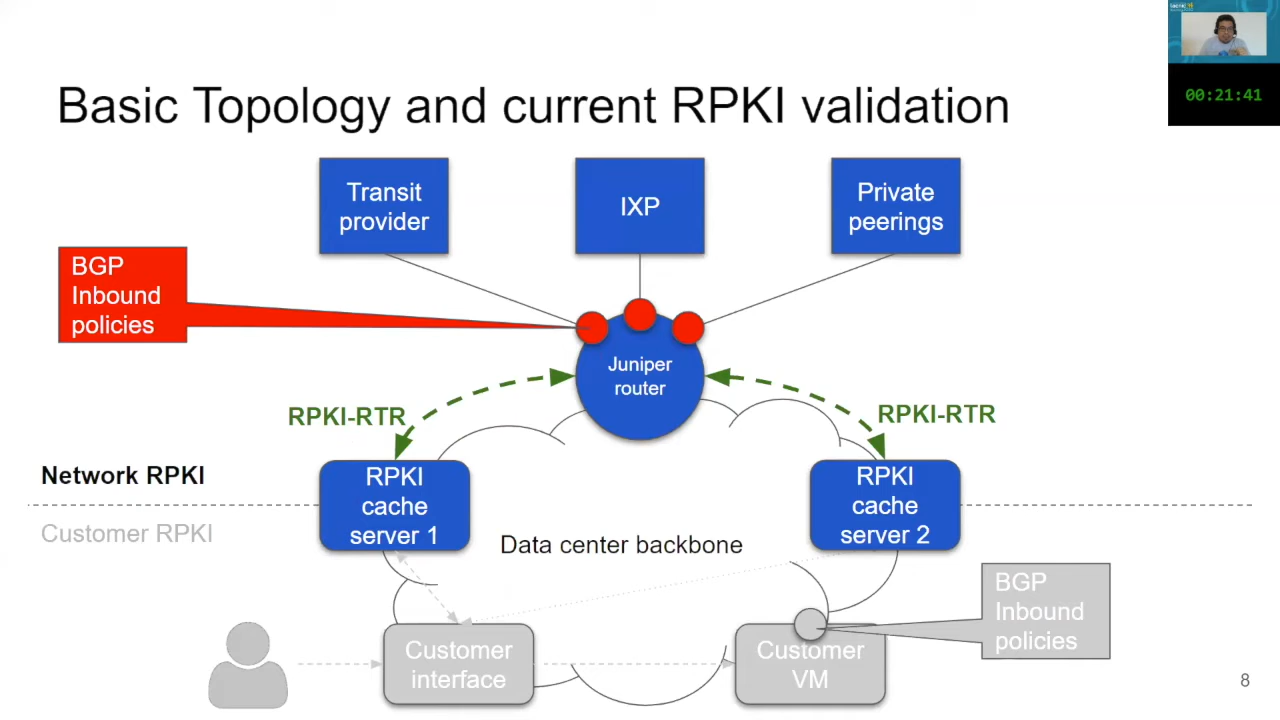 00:21:41
Basic Topology and current RPKI validation
Transit
provider
IXP
Private
peerings
BGP
Inbound
policies
Juniper
router
RPKI-RTR
RPKI-RTR
Network RPKI
RPKI
cache
server 1
RPKI
cache
server 2
Customer RPKI
Data center backbone
BGP
Inbound
policies
Customer
interface
Customer
VM
8